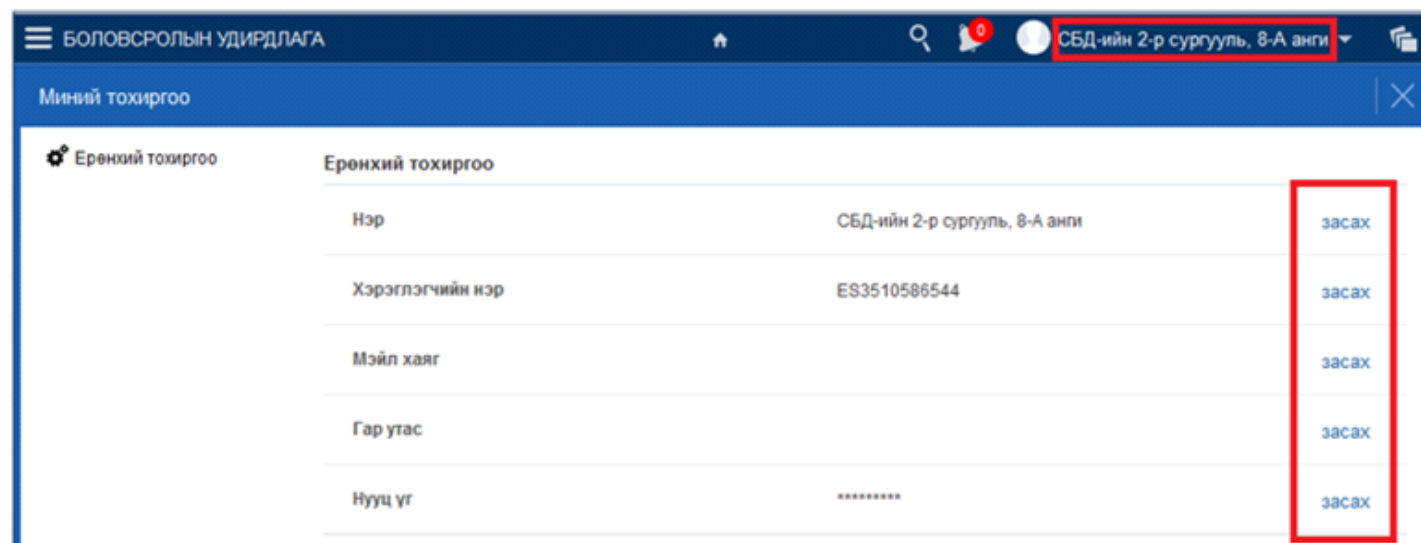 БОЛОВСРОЛЫН УДИРДЛАГА 0 СБД-ийн 2-р сургууль, 8-А анги
Миний тохиргоо
Ерөнхий тохиргоо
Ерөнхий тохиргоо
Нэр СБД-ийн 2-р сургууль, 8-А анги засах
Хэрэглэгчийн нэр ES3510586544 засах
Мэйл хаяг засах
Гар утас засах
Нууц үг ********* засах